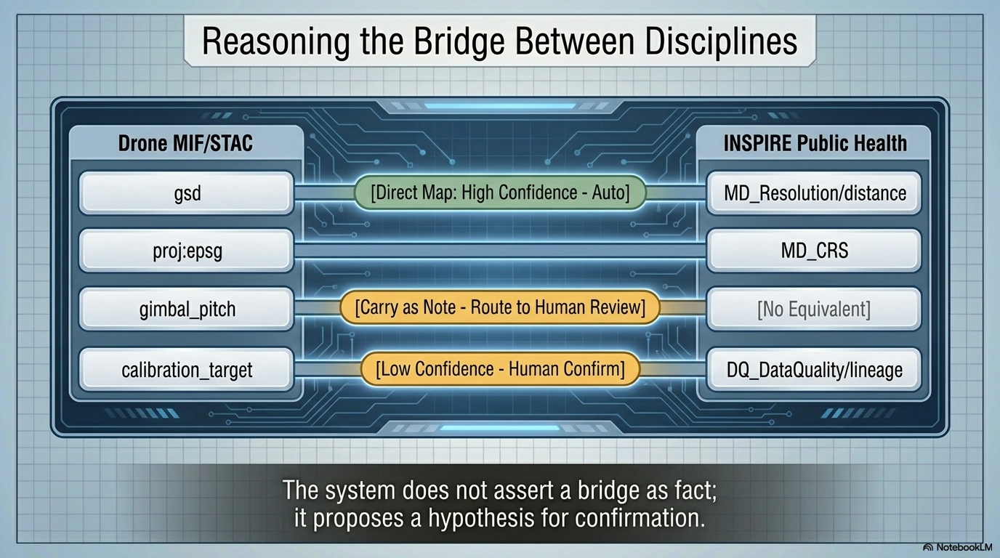 Reasoning the Bridge Between Disciplines
Drone MIF/STAC
INSPIRE Public Health
gsd
[Direct Map: High Confidence - Auto]
MD_Resolution/distance
proj:epsg
MD_CRS
gimbal_pitch
[Carry as Note - Route to Human Review]
[No Equivalent]
calibration_target
[Low Confidence - Human Confirm]
DQ_DataQuality/lineage
The system does not assert a bridge as fact;
it proposes a hypothesis for confirmation.
NotebookLM